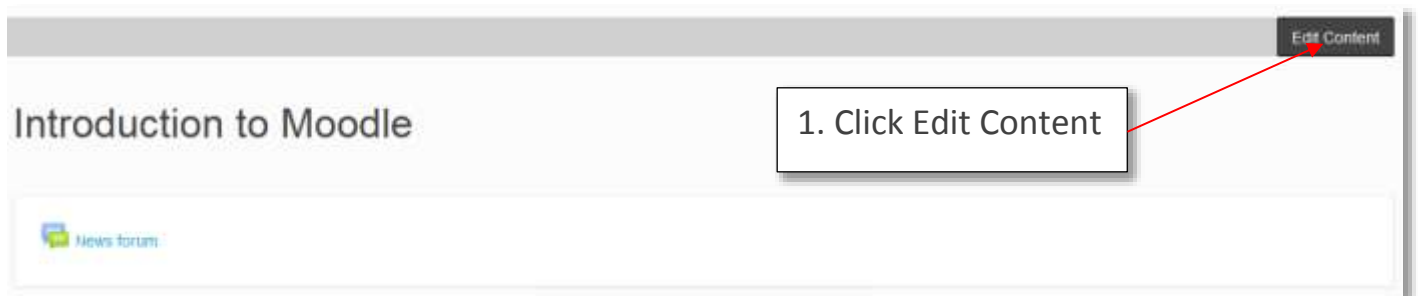 Edit Content
Introduction to Moodle
1. Click Edit Content
News forum